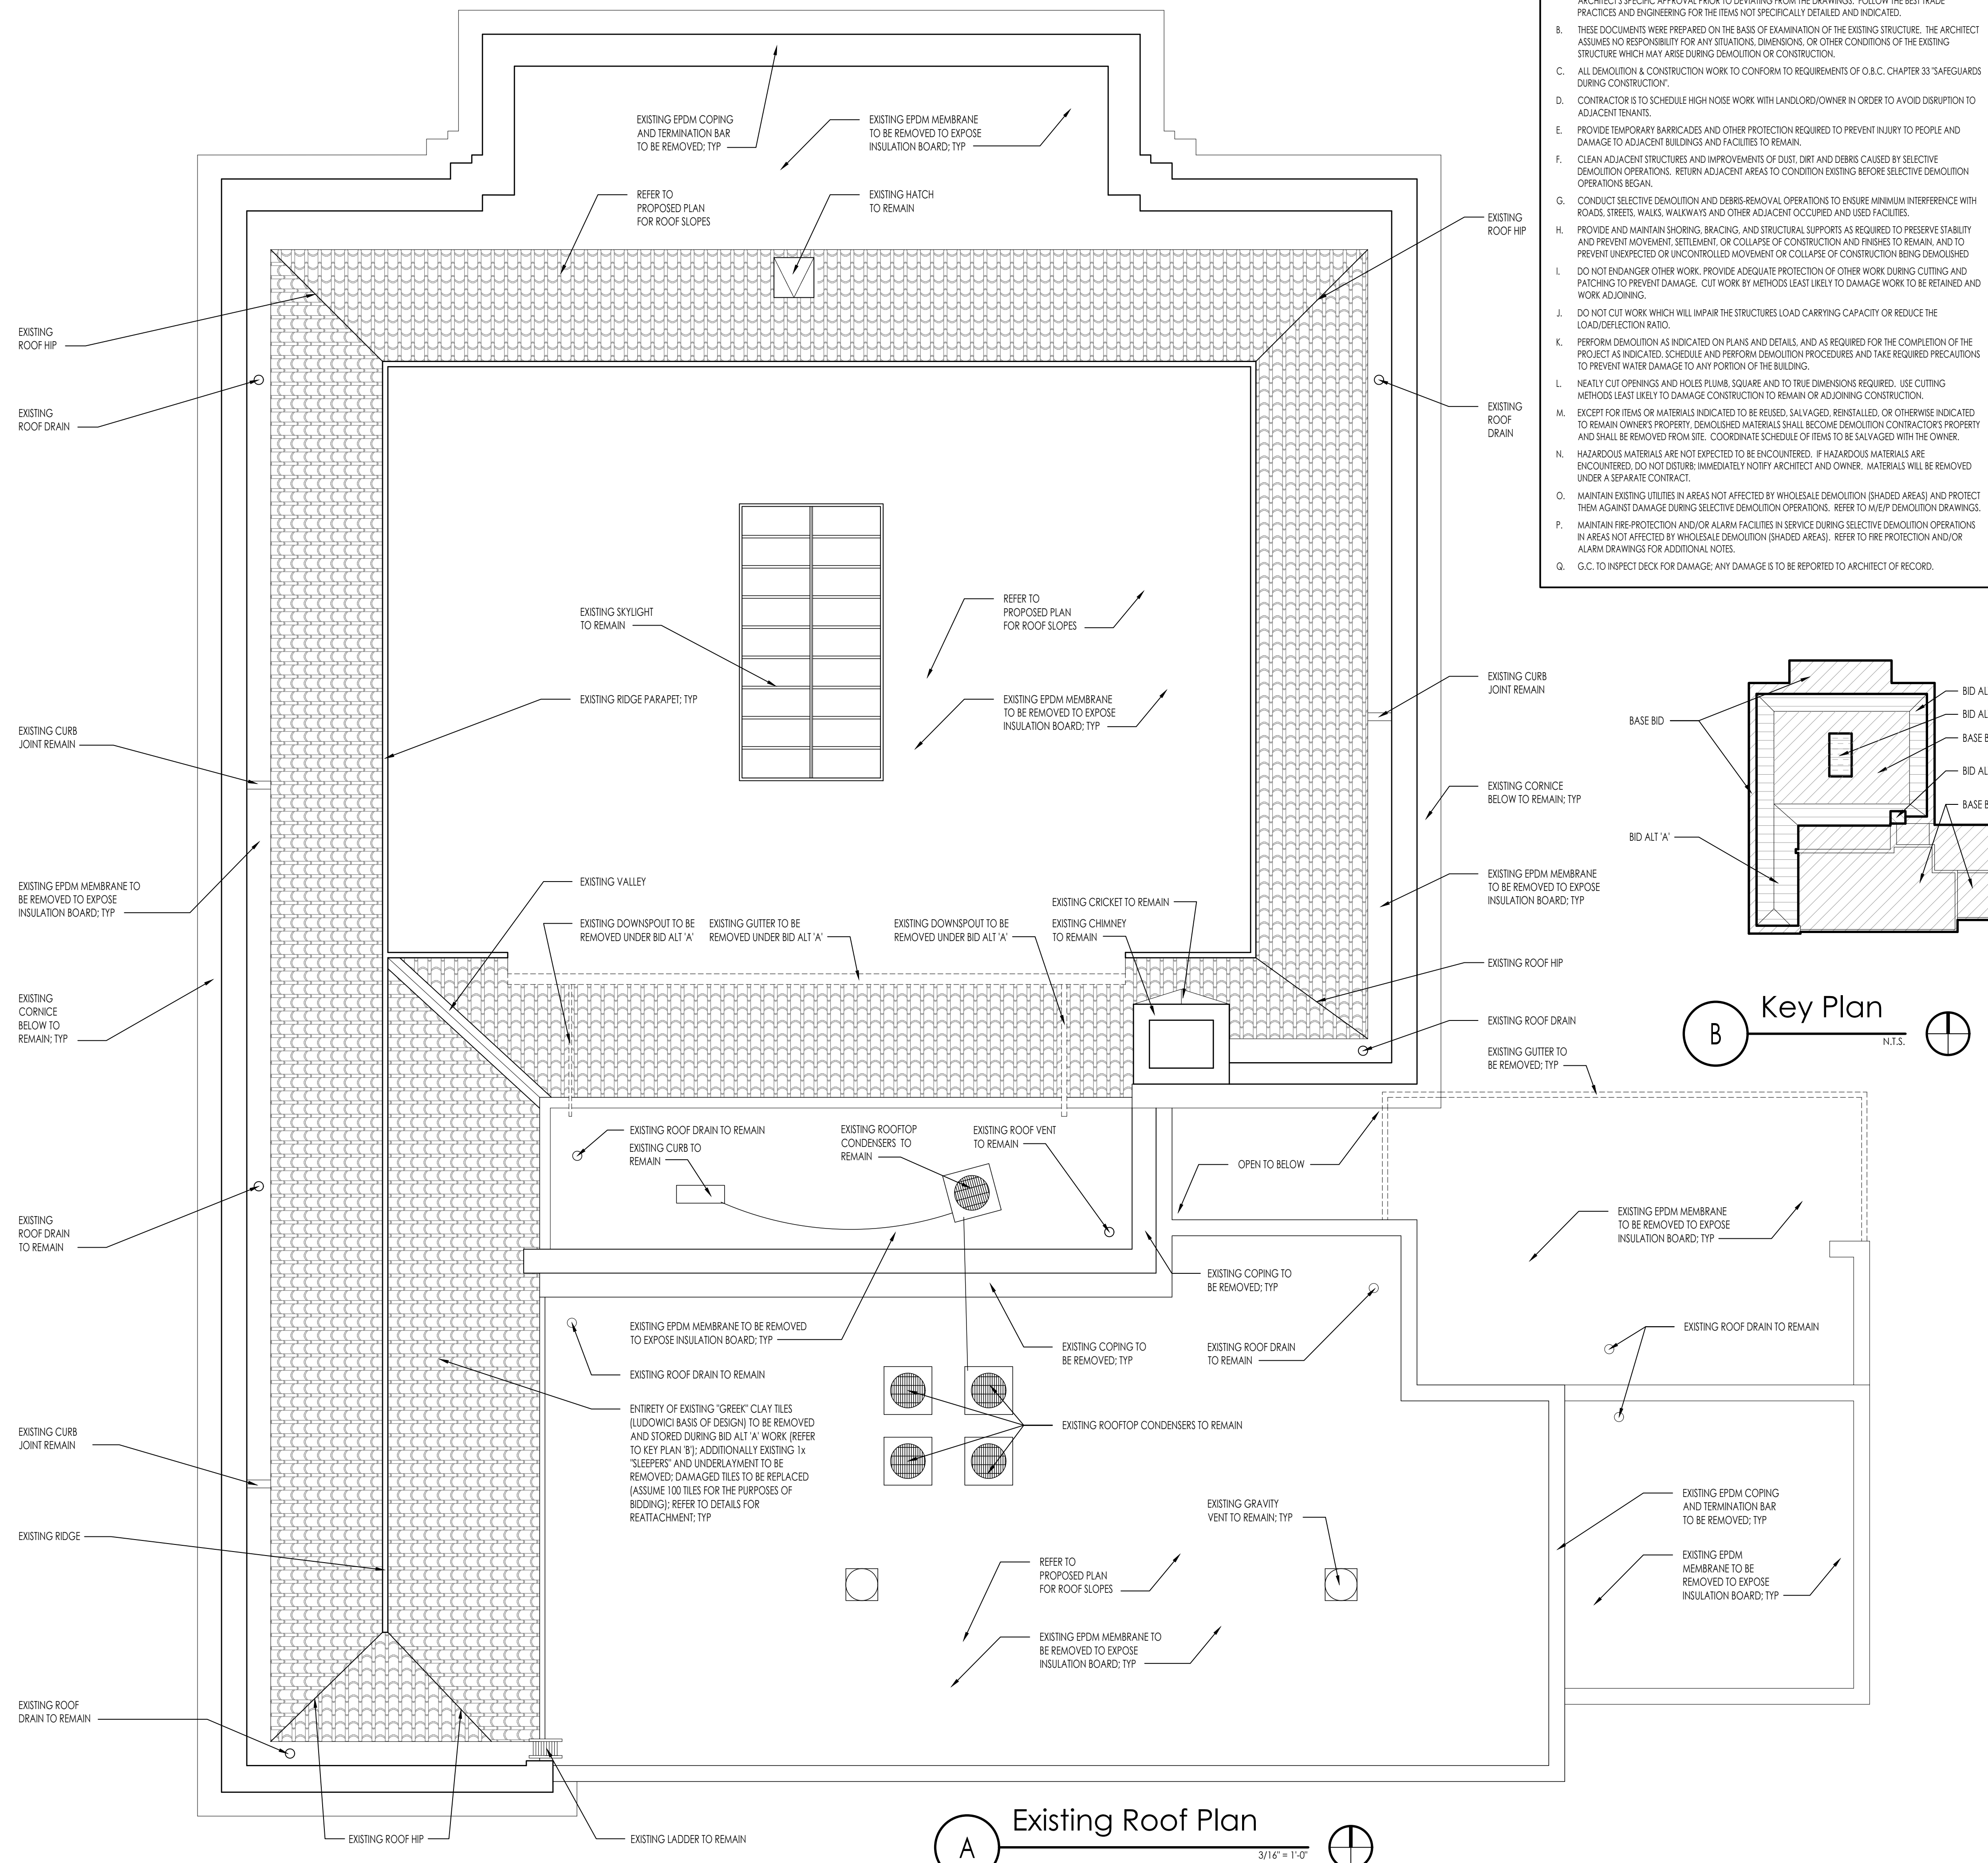 ARCHITECT'S SPECIFIC APPROVAL PRIOR TO DEVIATING FROM THE DRAWINGS. FOLLOW THE BEST TRADE
PRACTICES AND ENGINEERING FOR THE ITEMS NOT SPECIFICALLY DETAILED AND INDICATED.
B. THESE DOCUMENTS WERE PREPARED ON THE BASIS OF EXAMINATION OF THE EXISTING STRUCTURE. THE ARCHITECT
ASSUMES NO RESPONSIBILITY FOR ANY SITUATIONS, DIMENSIONS, OR OTHER CONDITIONS OF THE EXISTING
STRUCTURE WHICH MAY ARISE DURING DEMOLITION OR CONSTRUCTION.
C. ALL DEMOLITION & CONSTRUCTION WORK TO CONFORM TO REQUIREMENTS OF O.B.C. CHAPTER 33 "SAFEGUARDS
DURING CONSTRUCTION".
D. CONTRACTOR IS TO SCHEDULE HIGH NOISE WORK WITH LANDLORD/OWNER IN ORDER TO AVOID DISRUPTION TO
ADJACENT TENANTS.
E. PROVIDE TEMPORARY BARRICADES AND OTHER PROTECTION REQUIRED TO PREVENT INJURY TO PEOPLE AND
DAMAGE TO ADJACENT BUILDINGS AND FACILITIES TO REMAIN.
F. CLEAN ADJACENT STRUCTURES AND IMPROVEMENTS OF DUST, DIRT AND DEBRIS CAUSED BY SELECTIVE
DEMOLITION OPERATIONS. RETURN ADJACENT AREAS TO CONDITION EXISTING BEFORE SELECTIVE DEMOLITION
OPERATIONS BEGAN.
G. CONDUCT SELECTIVE DEMOLITION AND DEBRIS-REMOVAL OPERATIONS TO ENSURE MINIMUM INTERFERENCE WITH
ROADS, STREETS, WALKS, WALKWAYS AND OTHER ADJACENT OCCUPIED AND USED FACILITIES.
H. PROVIDE AND MAINTAIN SHORING, BRACING, AND STRUCTURAL SUPPORTS AS REQUIRED TO PRESERVE STABILITY
AND PREVENT MOVEMENT, SETTLEMENT, OR COLLAPSE OF CONSTRUCTION AND FINISHES TO REMAIN, AND TO
PREVENT UNEXPECTED OR UNCONTROLLED MOVEMENT OR COLLAPSE OF CONSTRUCTION BEING DEMOLISHED
I. DO NOT ENDANGER OTHER WORK. PROVIDE ADEQUATE PROTECTION OF OTHER WORK DURING CUTTING AND
PATCHING TO PREVENT DAMAGE. CUT WORK BY METHODS LEAST LIKELY TO DAMAGE WORK TO BE RETAINED AND
WORK ADJOINING.
J. DO NOT CUT WORK WHICH WILL IMPAIR THE STRUCTURES LOAD CARRYING CAPACITY OR REDUCE THE
LOAD/DEFLECTION RATIO.
K. PERFORM DEMOLITION AS INDICATED ON PLANS AND DETAILS, AND AS REQUIRED FOR THE COMPLETION OF THE
PROJECT AS INDICATED. SCHEDULE AND PERFORM DEMOLITION PROCEDURES AND TAKE REQUIRED PRECAUTIONS
TO PREVENT WATER DAMAGE TO ANY PORTION OF THE BUILDING.
L. NEATLY CUT OPENINGS AND HOLES PLUMB, SQUARE AND TO TRUE DIMENSIONS REQUIRED. USE CUTTING
METHODS LEAST LIKELY TO DAMAGE CONSTRUCTION TO REMAIN OR ADJOINING CONSTRUCTION.
M. EXCEPT FOR ITEMS OR MATERIALS INDICATED TO BE REUSED, SALVAGED, REINSTALLED, OR OTHERWISE INDICATED
TO REMAIN OWNER'S PROPERTY, DEMOLISHED MATERIALS SHALL BECOME DEMOLITION CONTRACTOR'S PROPERTY
AND SHALL BE REMOVED FROM SITE. COORDINATE SCHEDULE OF ITEMS TO BE SALVAGED WITH THE OWNER.
N. HAZARDOUS MATERIALS ARE NOT EXPECTED TO BE ENCOUNTERED. IF HAZARDOUS MATERIALS ARE
ENCOUNTERED, DO NOT DISTURB; IMMEDIATELY NOTIFY ARCHITECT AND OWNER. MATERIALS WILL BE REMOVED
UNDER A SEPARATE CONTRACT.
O. MAINTAIN EXISTING UTILITIES IN AREAS NOT AFFECTED BY WHOLESALE DEMOLITION (SHADED AREAS) AND PROTECT
THEM AGAINST DAMAGE DURING SELECTIVE DEMOLITION OPERATIONS. REFER TO M/E/P DEMOLITION DRAWINGS.
P. MAINTAIN FIRE-PROTECTION AND/OR ALARM FACILITIES IN SERVICE DURING SELECTIVE DEMOLITION OPERATIONS
IN AREAS NOT AFFECTED BY WHOLESALE DEMOLITION (SHADED AREAS). REFER TO FIRE PROTECTION AND/OR
ALARM DRAWINGS FOR ADDITIONAL NOTES.
Q. G.C. TO INSPECT DECK FOR DAMAGE; ANY DAMAGE IS TO BE REPORTED TO ARCHITECT OF RECORD.
EXISTING EPDM COPING
AND TERMINATION BAR
TO BE REMOVED; TYP
EXISTING EPDM MEMBRANE
TO BE REMOVED TO EXPOSE
INSULATION BOARD; TYP
REFER TO
PROPOSED PLAN
FOR ROOF SLOPES
EXISTING HATCH
TO REMAIN
EXISTING
ROOF HIP
EXISTING
ROOF HIP
EXISTING
ROOF DRAIN
EXISTING
ROOF
DRAIN
EXISTING SKYLIGHT
TO REMAIN
REFER TO
PROPOSED PLAN
FOR ROOF SLOPES
EXISTING RIDGE PARAPET; TYP
EXISTING EPDM MEMBRANE
TO BE REMOVED TO EXPOSE
INSULATION BOARD; TYP
EXISTING CURB
JOINT REMAIN
EXISTING CURB
JOINT REMAIN
EXISTING CORNICE
BELOW TO REMAIN; TYP
EXISTING EPDM MEMBRANE TO
BE REMOVED TO EXPOSE
INSULATION BOARD; TYP
EXISTING EPDM MEMBRANE
TO BE REMOVED TO EXPOSE
INSULATION BOARD; TYP
EXISTING VALLEY
EXISTING DOWNSPOUT TO BE
REMOVED UNDER BID ALT 'A'
EXISTING GUTTER TO BE
REMOVED UNDER BID ALT 'A'
EXISTING DOWNSPOUT TO BE
REMOVED UNDER BID ALT 'A'
EXISTING CRICKET TO REMAIN
EXISTING CHIMNEY
TO REMAIN
EXISTING ROOF HIP
EXISTING
CORNICE
BELOW TO
REMAIN; TYP
EXISTING ROOF DRAIN
EXISTING GUTTER TO
BE REMOVED; TYP
BASE BID
BID ALT 'A'
BID AL
BID AL
BASE B
BID AL
BASE B
B
Key Plan
N.T.S.
EXISTING ROOF DRAIN TO REMAIN
EXISTING CURB TO
REMAIN
EXISTING ROOFTOP
CONDENSERS TO
REMAIN
EXISTING ROOF VENT
TO REMAIN
OPEN TO BELOW
EXISTING
ROOF DRAIN
TO REMAIN
EXISTING EPDM MEMBRANE
TO BE REMOVED TO EXPOSE
INSULATION BOARD; TYP
EXISTING COPING TO
BE REMOVED; TYP
EXISTING EPDM MEMBRANE TO BE REMOVED
TO EXPOSE INSULATION BOARD; TYP
EXISTING COPING TO
BE REMOVED; TYP
EXISTING ROOF DRAIN
TO REMAIN
EXISTING ROOF DRAIN TO REMAIN
EXISTING ROOF DRAIN TO REMAIN
ENTIRETY OF EXISTING "GREEK" CLAY TILES
(LUDOWICI BASIS OF DESIGN) TO BE REMOVED
AND STORED DURING BID ALT 'A' WORK (REFER
TO KEY PLAN 'B'); ADDITIONALLY EXISTING 1x
"SLEEPERS" AND UNDERLAYMENT TO BE
REMOVED; DAMAGED TILES TO BE REPLACED
(ASSUME 100 TILES FOR THE PURPOSES OF
BIDDING); REFER TO DETAILS FOR
REATTACHMENT; TYP
EXISTING ROOFTOP CONDENSERS TO REMAIN
EXISTING CURB
JOINT REMAIN
EXISTING GRAVITY
VENT TO REMAIN; TYP
EXISTING EPDM COPING
AND TERMINATION BAR
TO BE REMOVED; TYP
EXISTING RIDGE
REFER TO
PROPOSED PLAN
FOR ROOF SLOPES
EXISTING EPDM
MEMBRANE TO BE
REMOVED TO EXPOSE
INSULATION BOARD; TYP
EXISTING EPDM MEMBRANE TO
BE REMOVED TO EXPOSE
INSULATION BOARD; TYP
EXISTING ROOF
DRAIN TO REMAIN
EXISTING ROOF HIP
EXISTING LADDER TO REMAIN
A
Existing Roof Plan
3/16" = 1'-0"